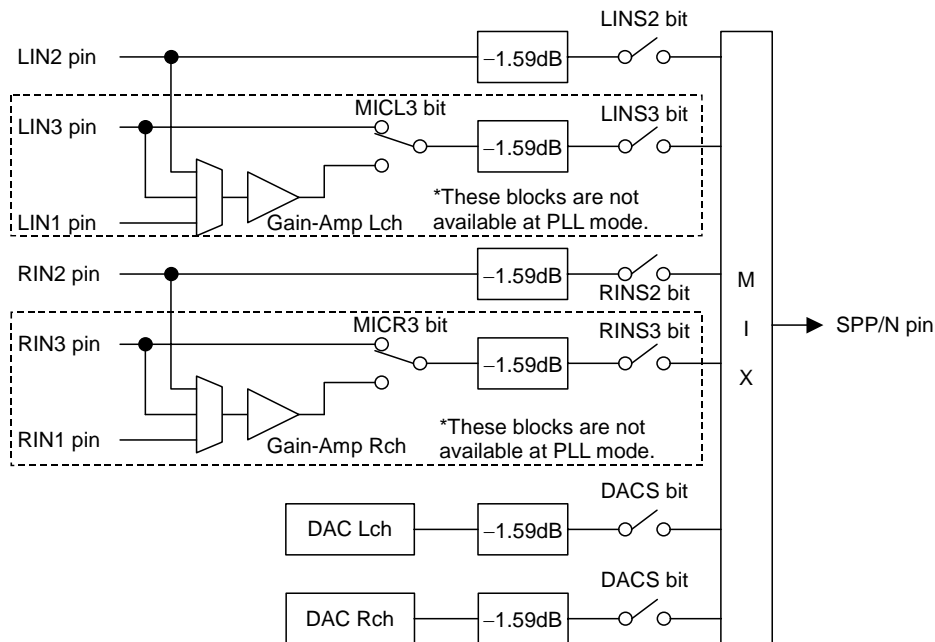 LINS2 bit
LIN2 pin
−1.59dB
MICL3 bit
LINS3 bit
LIN3 pin
−1.59dB
*These blocks are not
available at PLL mode.
LIN1 pin
Gain-Amp Lch
RIN2 pin
−1.59dB
RINS2 bit
MICR3 bit
RINS3 bit
RIN3 pin
−1.59dB
*These blocks are not
available at PLL mode.
RIN1 pin
Gain-Amp Rch
M
I
X
SPP/N pin
DACS bit
DAC Lch
−1.59dB
DACS bit
DAC Rch
−1.59dB